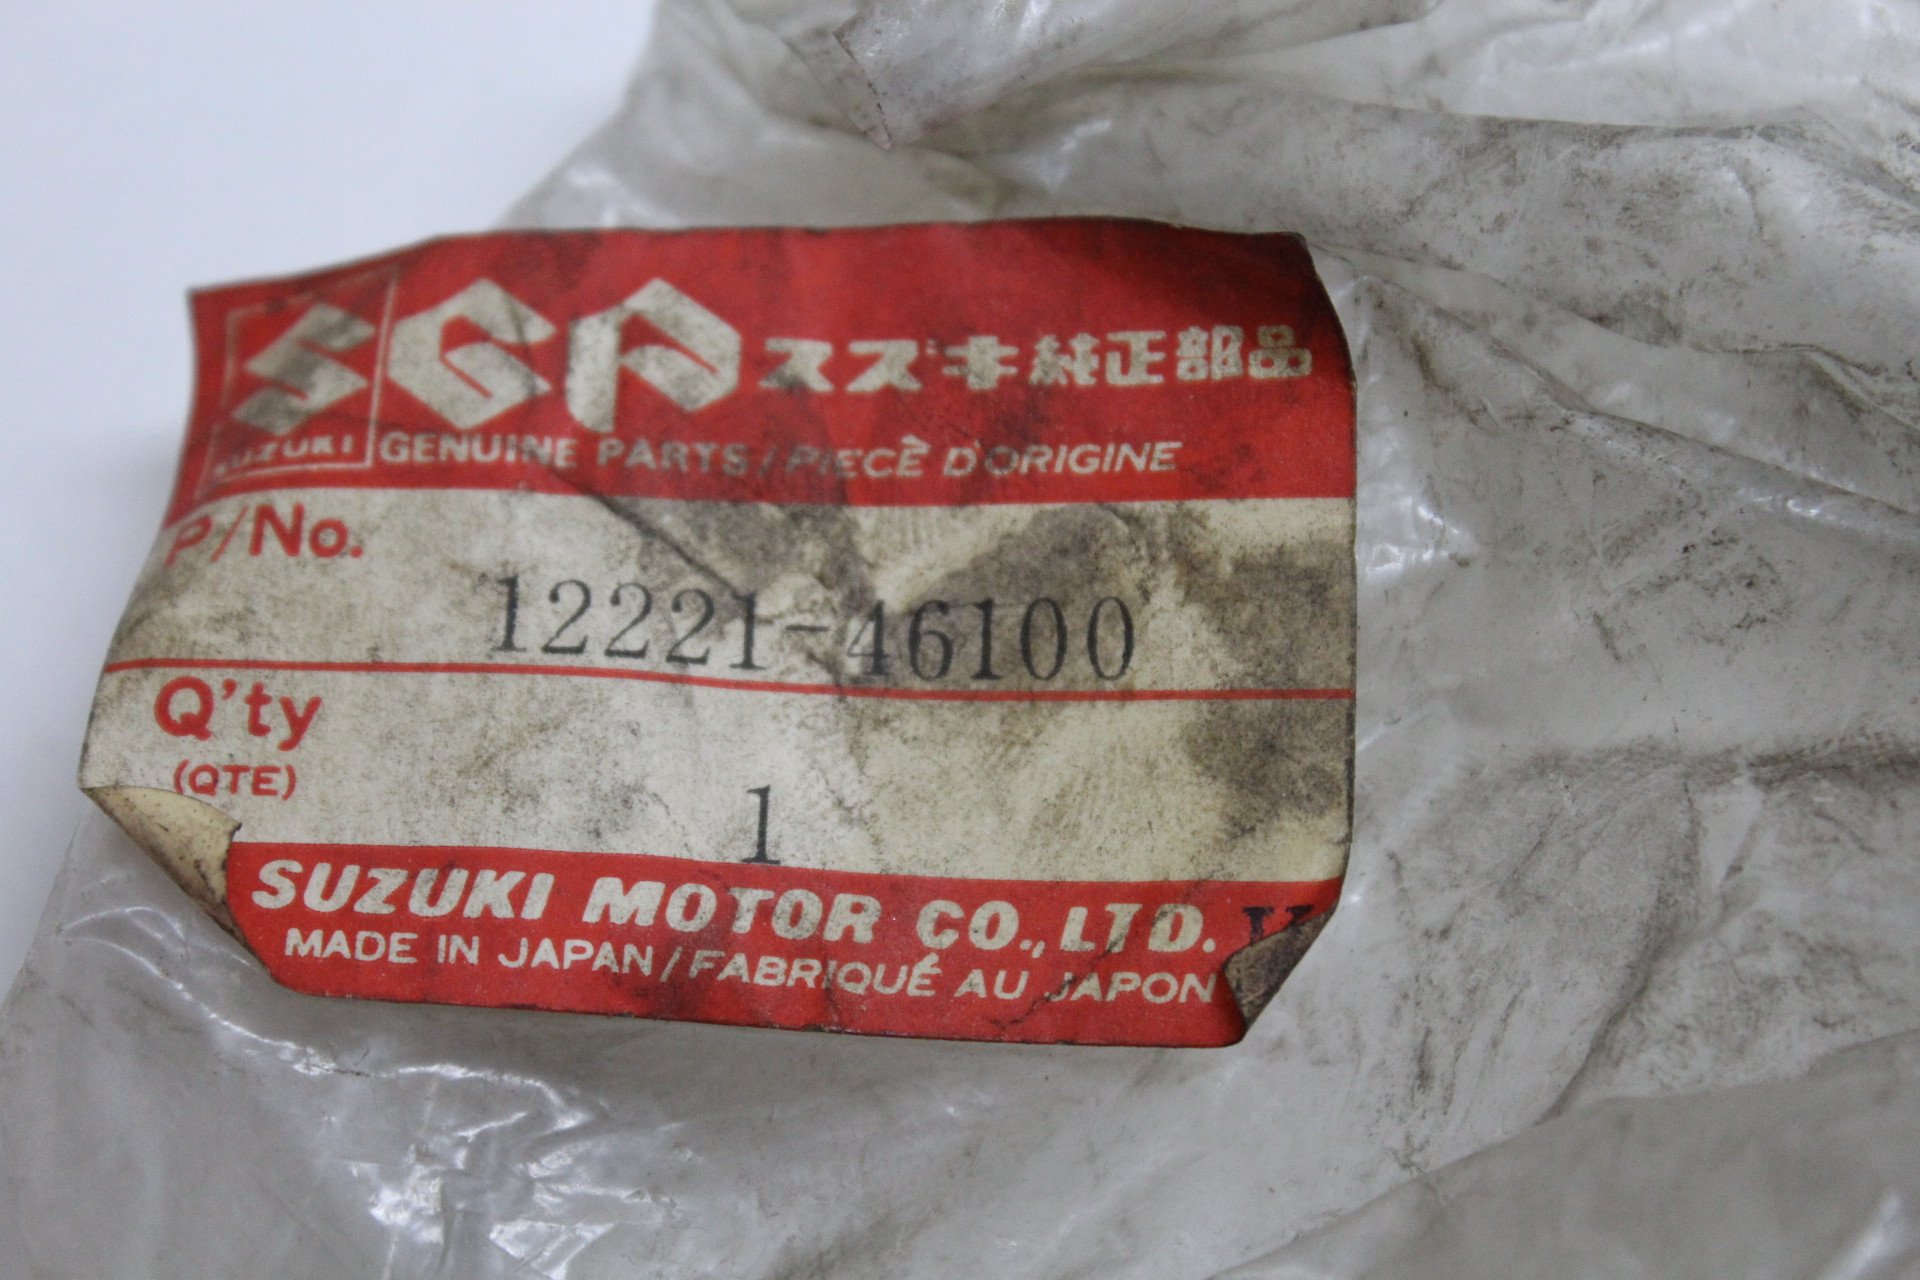 SGP スズキ純正部品
SUZUKI GENUINE PARTS / PIECÈ D'ORIGINE
P/No.
12221-46100
Q'ty
(QTE)
1
SUZUKI MOTOR CO., LTD.
MADE IN JAPAN / FABRIQUÉ AU JAPON